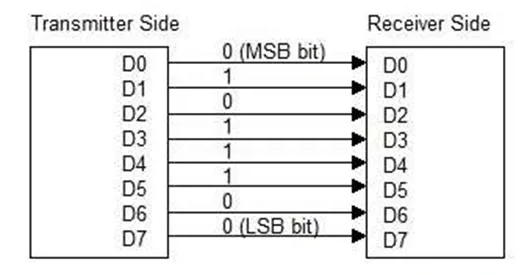 Transmitter Side Receiver Side
D0 0 (MSB bit) D0
D1 1 D1
D2 0 D2
D3 1 D3
D4 1 D4
D5 1 D5
D6 0 D6
D7 0 (LSB bit) D7